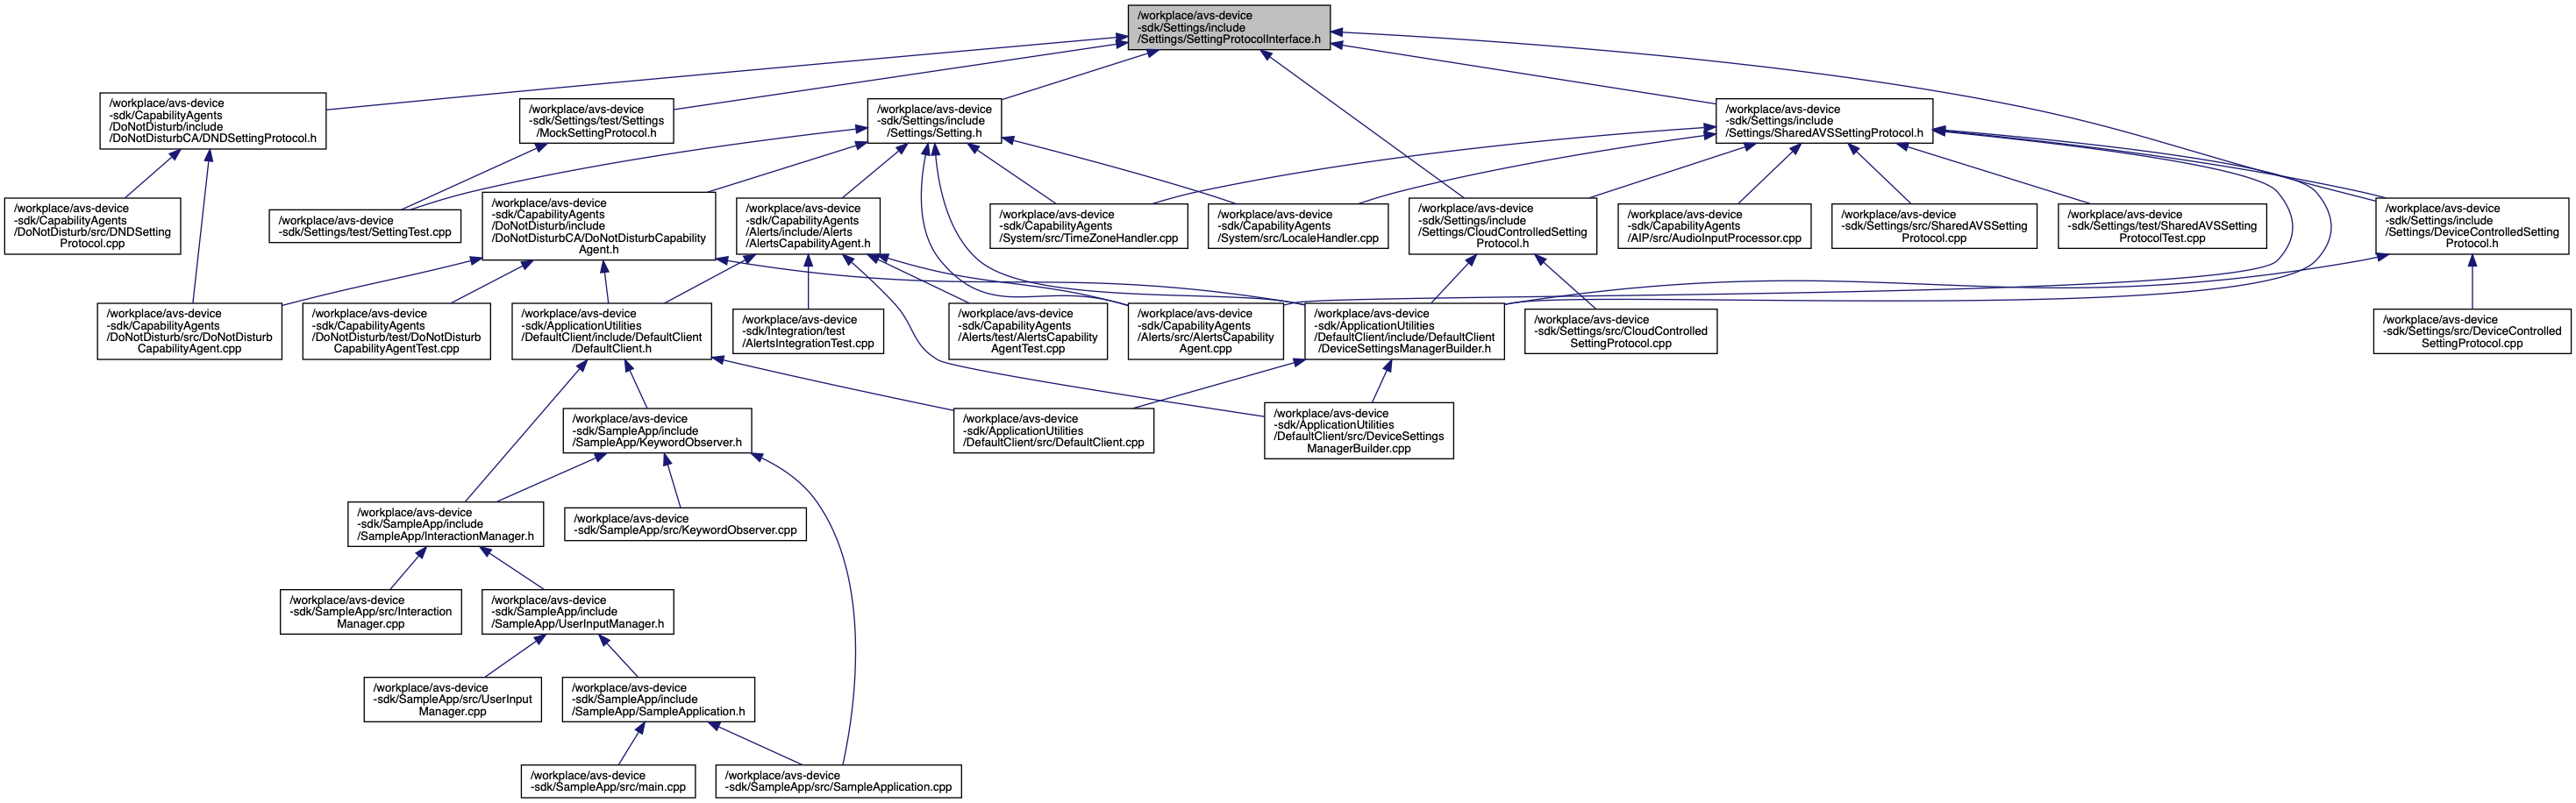 /workplace/avs-device
-sdk/Settings/include
/Settings/SettingProtocolInterface.h
/workplace/avs-device
-sdk/CapabilityAgents
/DoNotDisturb/include
/DoNotDisturbCA/DNDSettingProtocol.h
/workplace/avs-device
-sdk/Settings/test/Settings
/MockSettingProtocol.h
/workplace/avs-device
-sdk/Settings/include
/Settings/Setting.h
/workplace/avs-device
-sdk/Settings/include
/Settings/SharedAVSSettingProtocol.h
/workplace/avs-device
-sdk/CapabilityAgents
/DoNotDisturb/src/DNDSetting
Protocol.cpp
/workplace/avs-device
-sdk/Settings/test/SettingTest.cpp
/workplace/avs-device
-sdk/CapabilityAgents
/DoNotDisturb/include
/DoNotDisturbCA/DoNotDisturbCapability
Agent.h
/workplace/avs-device
-sdk/CapabilityAgents
/Alerts/include/Alerts
/AlertsCapabilityAgent.h
/workplace/avs-device
-sdk/CapabilityAgents
/System/src/TimeZoneHandler.cpp
/workplace/avs-device
-sdk/CapabilityAgents
/System/src/LocaleHandler.cpp
/workplace/avs-device
-sdk/Settings/include
/Settings/CloudControlledSetting
Protocol.h
/workplace/avs-device
-sdk/CapabilityAgents
/AIP/src/AudioInputProcessor.cpp
/workplace/avs-device
-sdk/Settings/src/SharedAVSSetting
Protocol.cpp
/workplace/avs-device
-sdk/Settings/test/SharedAVSSetting
ProtocolTest.cpp
/workplace/avs-device
-sdk/Settings/include
/Settings/DeviceControlledSetting
Protocol.h
/workplace/avs-device
-sdk/CapabilityAgents
/DoNotDisturb/src/DoNotDisturb
CapabilityAgent.cpp
/workplace/avs-device
-sdk/CapabilityAgents
/DoNotDisturb/test/DoNotDisturb
CapabilityAgentTest.cpp
/workplace/avs-device
-sdk/ApplicationUtilities
/DefaultClient/include/DefaultClient
/DefaultClient.h
/workplace/avs-device
-sdk/Integration/test
/AlertsIntegrationTest.cpp
/workplace/avs-device
-sdk/CapabilityAgents
/Alerts/test/AlertsCapability
AgentTest.cpp
/workplace/avs-device
-sdk/CapabilityAgents
/Alerts/src/AlertsCapability
Agent.cpp
/workplace/avs-device
-sdk/ApplicationUtilities
/DefaultClient/include/DefaultClient
/DeviceSettingsManagerBuilder.h
/workplace/avs-device
-sdk/Settings/src/CloudControlled
SettingProtocol.cpp
/workplace/avs-device
-sdk/Settings/src/DeviceControlled
SettingProtocol.cpp
/workplace/avs-device
-sdk/SampleApp/include
/SampleApp/KeywordObserver.h
/workplace/avs-device
-sdk/ApplicationUtilities
/DefaultClient/src/DefaultClient.cpp
/workplace/avs-device
-sdk/ApplicationUtilities
/DefaultClient/src/DeviceSettings
ManagerBuilder.cpp
/workplace/avs-device
-sdk/SampleApp/include
/SampleApp/InteractionManager.h
/workplace/avs-device
-sdk/SampleApp/src/KeywordObserver.cpp
/workplace/avs-device
-sdk/SampleApp/src/Interaction
Manager.cpp
/workplace/avs-device
-sdk/SampleApp/include
/SampleApp/UserInputManager.h
/workplace/avs-device
-sdk/SampleApp/src/UserInput
Manager.cpp
/workplace/avs-device
-sdk/SampleApp/include
/SampleApp/SampleApplication.h
/workplace/avs-device
-sdk/SampleApp/src/main.cpp
/workplace/avs-device
-sdk/SampleApp/src/SampleApplication.cpp